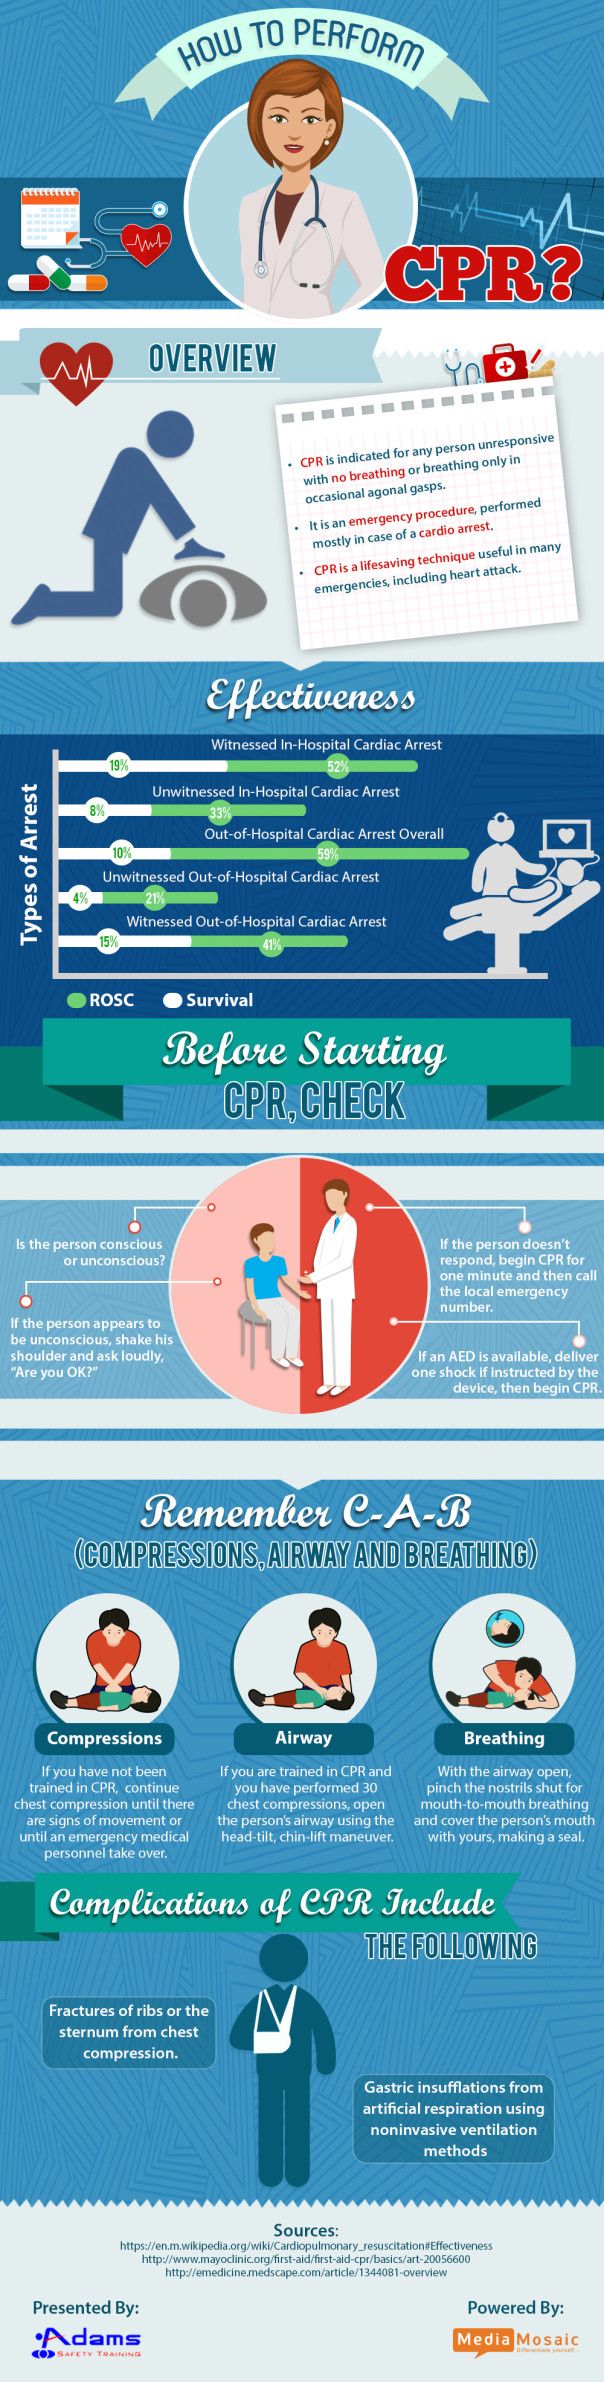 HOW TO PERFORM
CPR?
OVERVIEW
• CPR is indicated for any person unresponsive
with no breathing or breathing only in
occasional agonal gasps.
• It is an emergency procedure, performed
mostly in case of a cardio arrest.
• CPR is a lifesaving technique useful in many
emergencies, including heart attack.
Effectiveness
Types of Arrest
Witnessed In-Hospital Cardiac Arrest
19% 52%
Unwitnessed In-Hospital Cardiac Arrest
8% 33%
Out-of-Hospital Cardiac Arrest Overall
10% 59%
Unwitnessed Out-of-Hospital Cardiac Arrest
4% 21%
Witnessed Out-of-Hospital Cardiac Arrest
15% 41%
ROSC Survival
Before Starting
CPR, CHECK
Is the person conscious
or unconscious?
If the person appears to
be unconscious, shake his
shoulder and ask loudly,
"Are you OK?"
If the person doesn't
respond, begin CPR for
one minute and then call
the local emergency
number.
If an AED is available, deliver
one shock if instructed by the
device, then begin CPR.
Remember C-A-B
(COMPRESSIONS, AIRWAY AND BREATHING)
Compressions
If you have not been
trained in CPR, continue
chest compression until there
are signs of movement or
until an emergency medical
personnel take over.
Airway
If you are trained in CPR and
you have performed 30
chest compressions, open
the person's airway using the
head-tilt, chin-lift maneuver.
Breathing
With the airway open,
pinch the nostrils shut for
mouth-to-mouth breathing
and cover the person's mouth
with yours, making a seal.
Complications of CPR Include
THE FOLLOWING
Fractures of ribs or the
sternum from chest
compression.
Gastric insufflations from
artificial respiration using
noninvasive ventilation
methods
Sources:
https://en.m.wikipedia.org/wiki/Cardiopulmonary_resuscitation#Effectiveness
http://www.mayoclinic.org/first-aid/first-aid-cpr/basics/art-20056600
http://emedicine.medscape.com/article/1344081-overview
Presented By:
Adams
SAFETY TRAINING
Powered By:
Media Mosaic
Differentiate yourself...